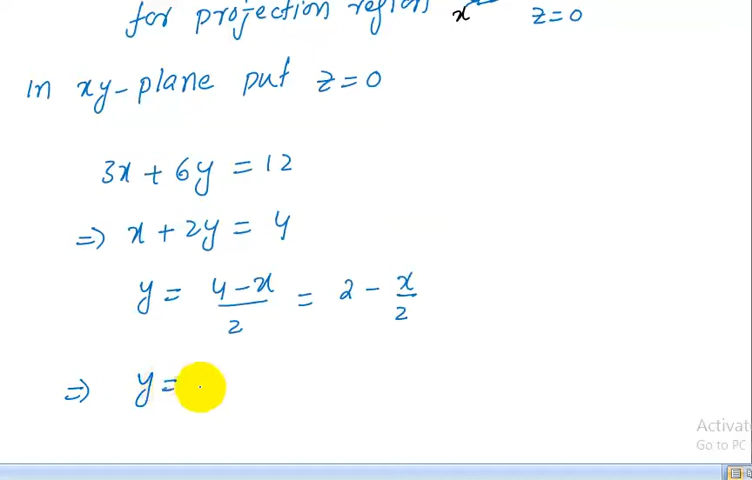 for projection region x z=0
In xy-plane put z=0
3x + 6y = 12
=> x + 2y = 4
y = (4-x)/2 = 2 - x/2
=> y =
Activat
Go to PC